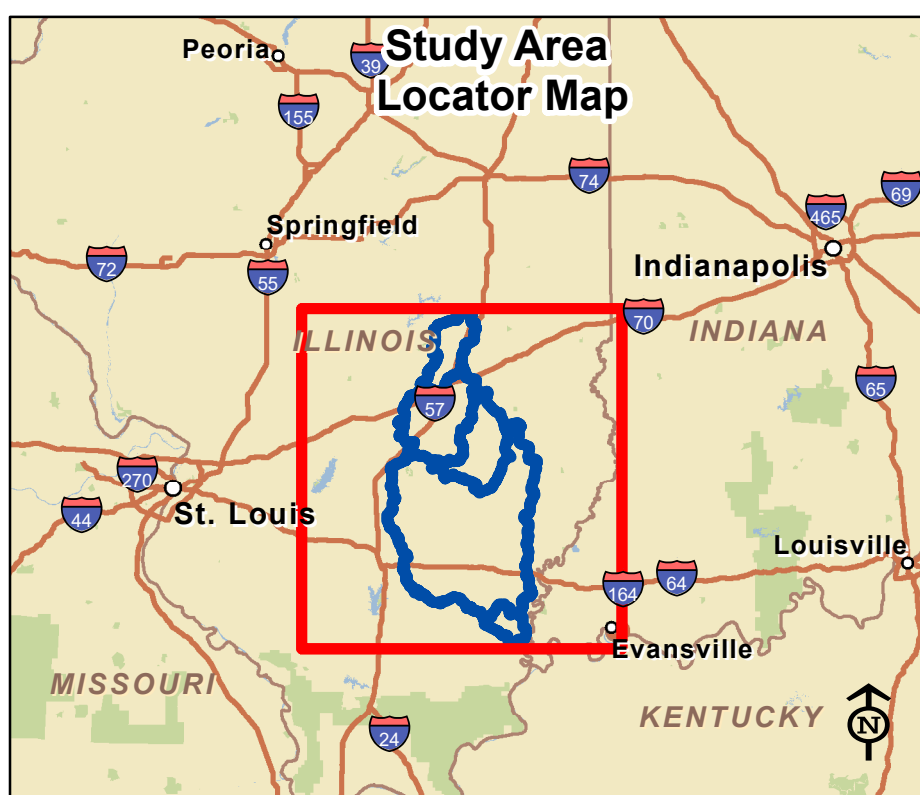 Study Area
Locator Map
Peoria
39
155
74
69
465
Springfield
Indianapolis
72
55
70
ILLINOIS
INDIANA
57
65
270
44
St. Louis
Louisville
64
164
Evansville
MISSOURI
KENTUCKY
24
N